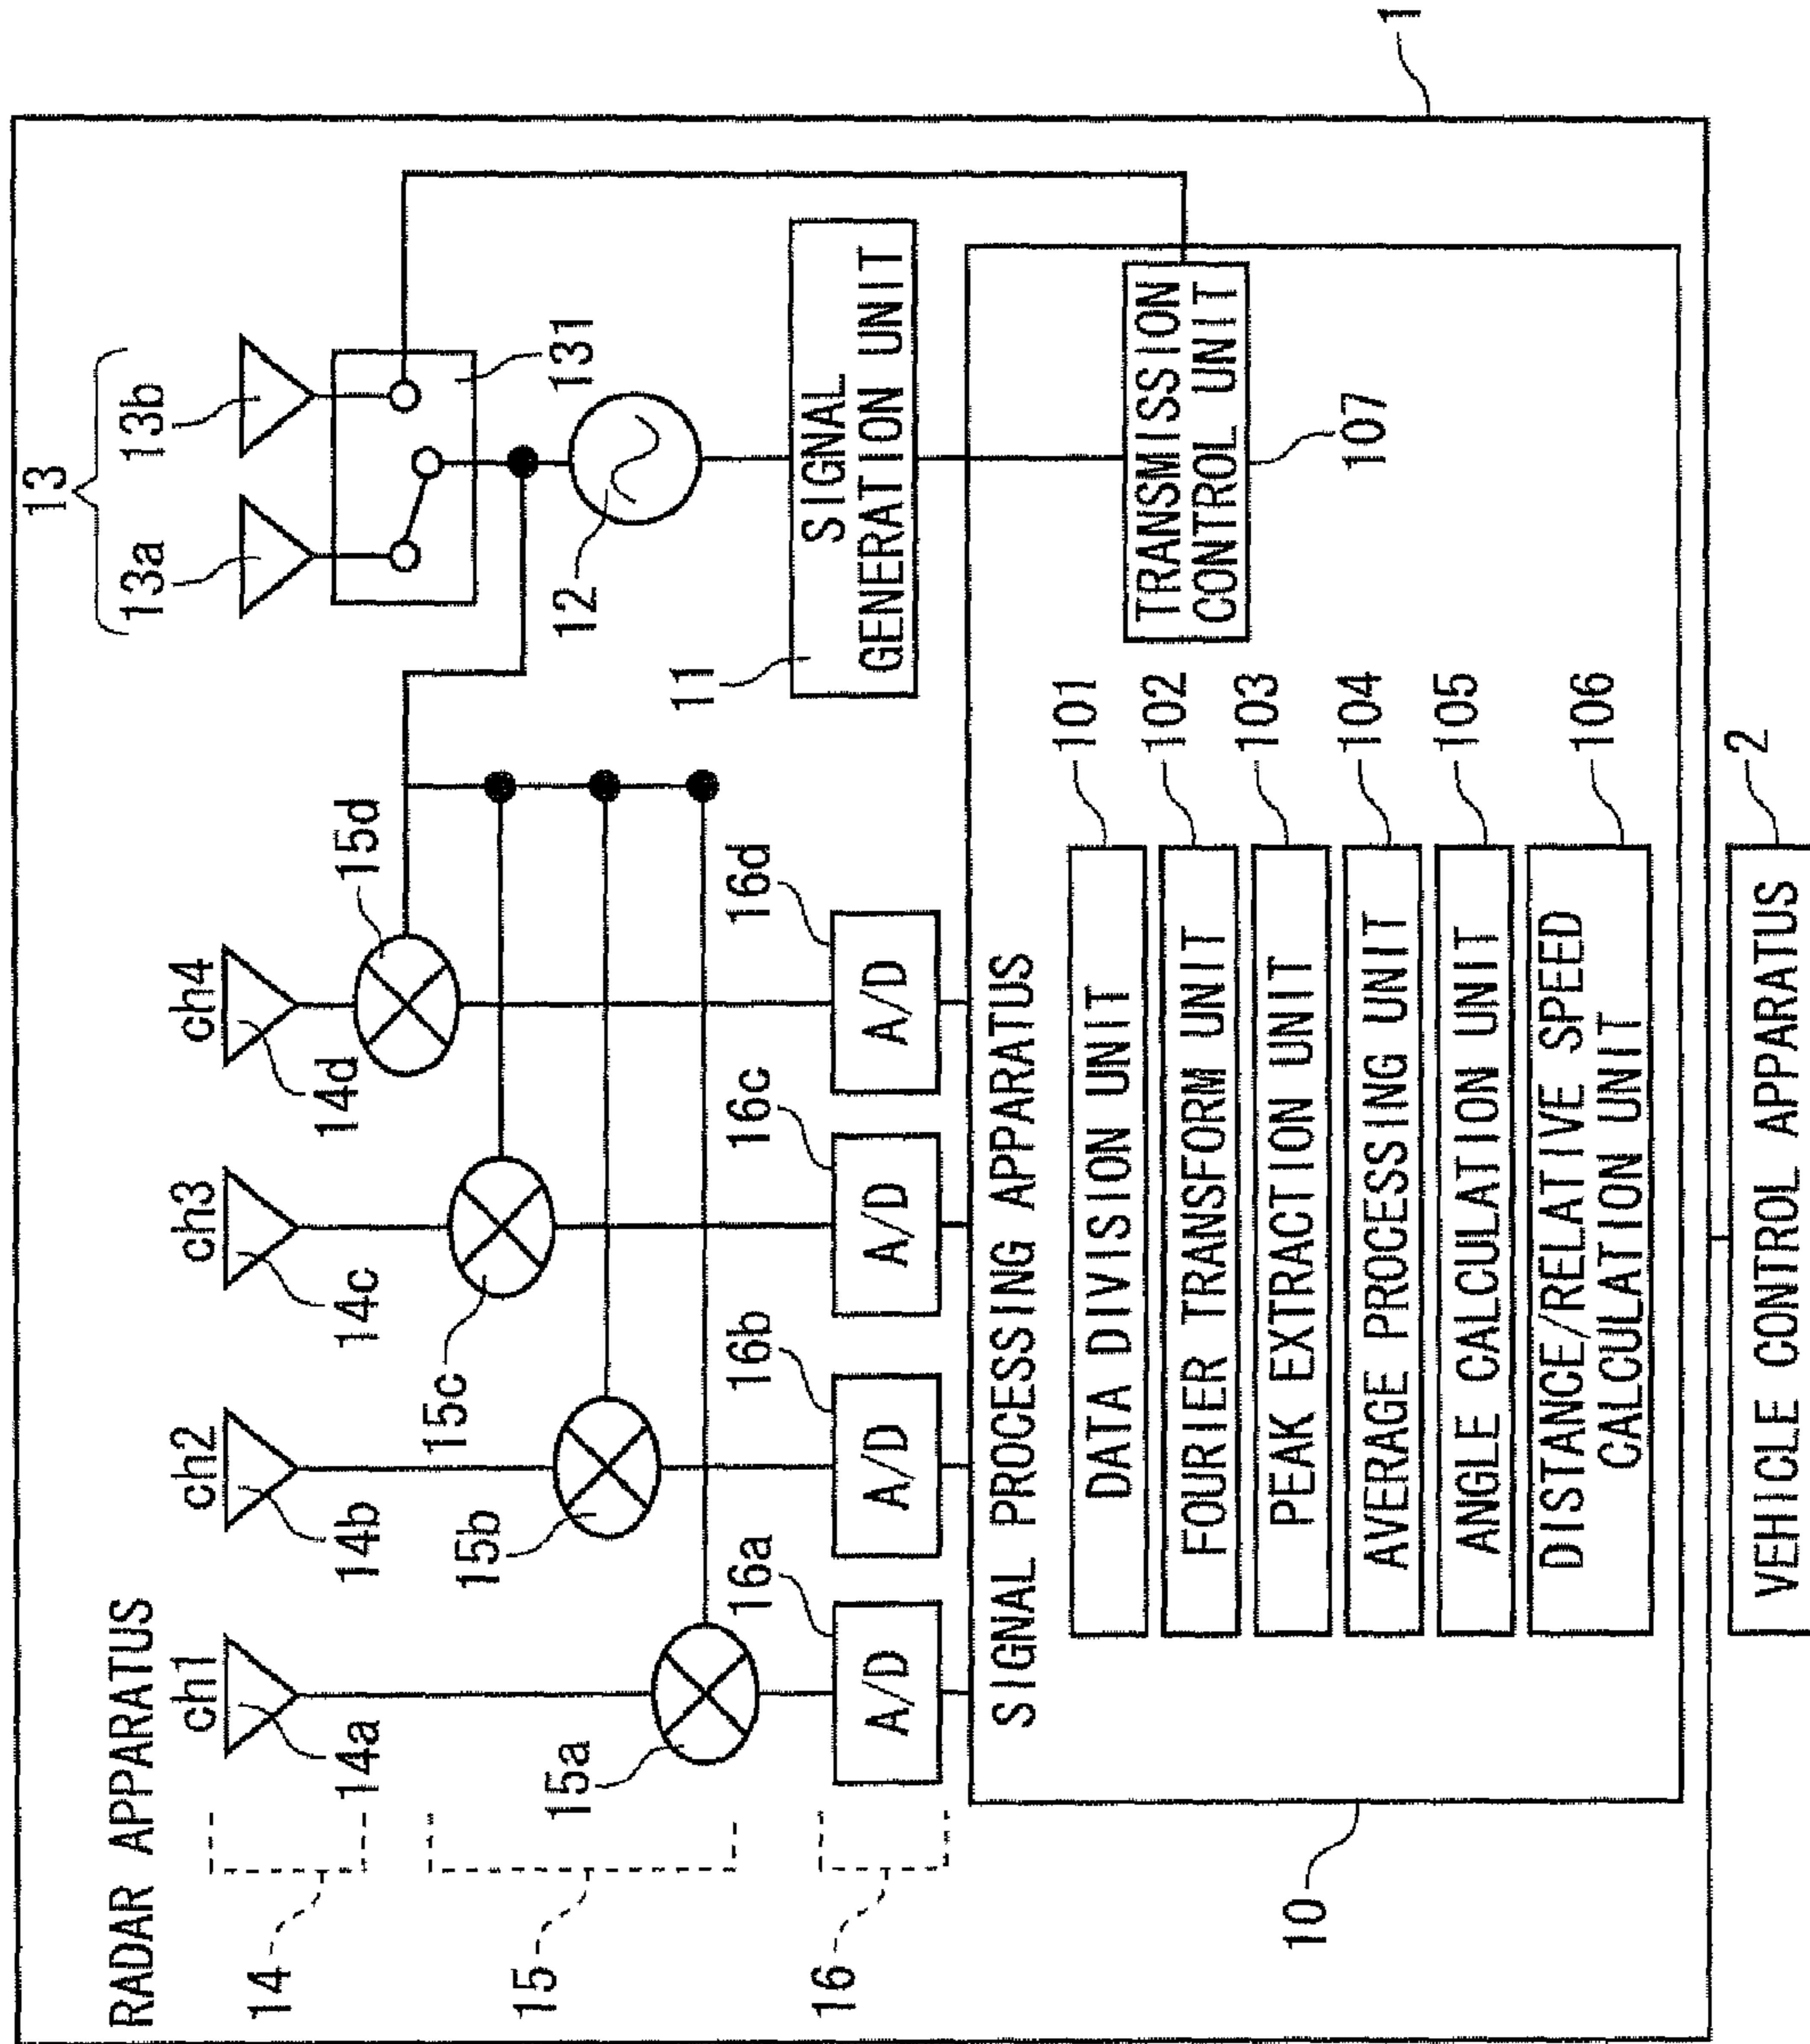 RADAR APPARATUS
13
13a
13b
ch1
ch2
ch3
ch4
14
14a
14b
14c
14d
131
15
15a
15b
15c
15d
12
16
16a
16b
16c
16d
A/D
A/D
A/D
A/D
11
SIGNAL
GENERATION UNIT
SIGNAL PROCESSING APPARATUS
10
DATA DIVISION UNIT
101
FOURIER TRANSFORM UNIT
102
PEAK EXTRACTION UNIT
103
AVERAGE PROCESSING UNIT
104
ANGLE CALCULATION UNIT
105
DISTANCE/RELATIVE SPEED
CALCULATION UNIT
106
TRANSMISSION
CONTROL UNIT
107
1
VEHICLE CONTROL APPARATUS
2